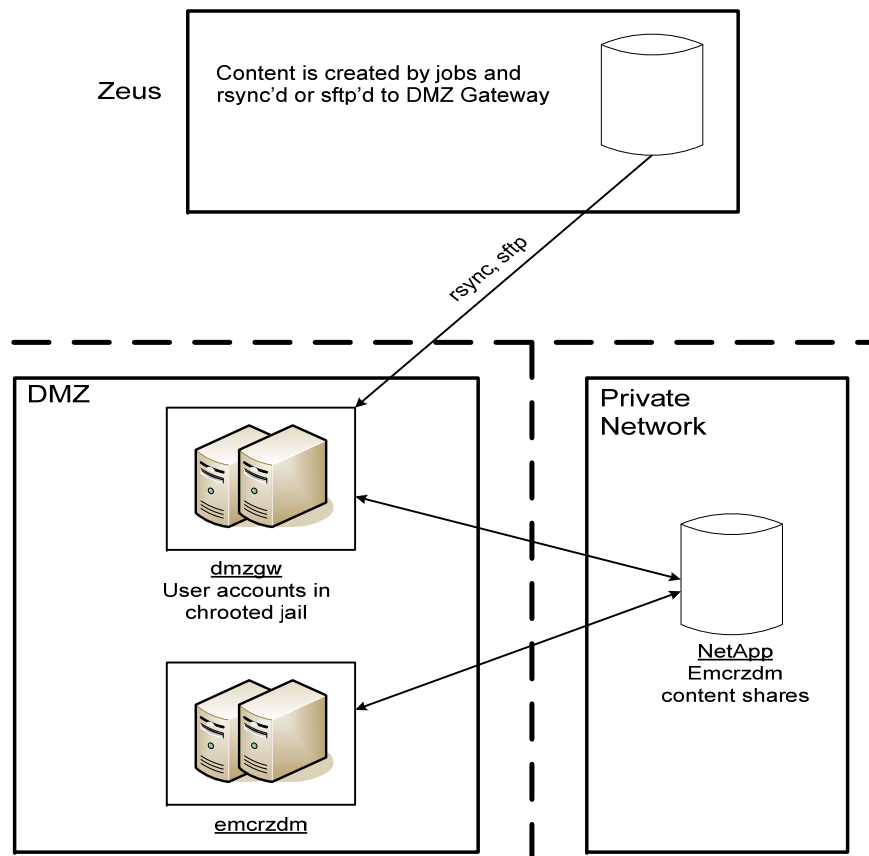 Zeus
Content is created by jobs and
rsync'd or sftp'd to DMZ Gateway
rsync, sftp
DMZ
dmzgw
User accounts in
chrooted jail
emcrzdm
Private
Network
NetApp
Emcrzdm
content shares